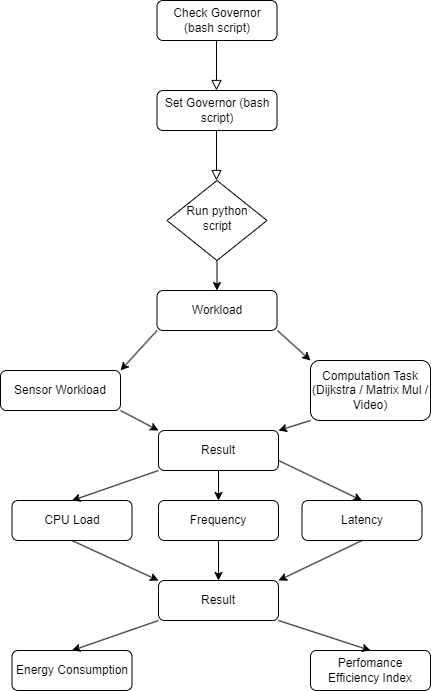 Check Governor
(bash script)
Set Governor (bash
script)
Run python
script
Workload
Sensor Workload
Computation Task
(Dijkstra / Matrix Mul /
Video)
Result
CPU Load
Frequency
Latency
Result
Energy Consumption
Perfomance
Efficiency Index